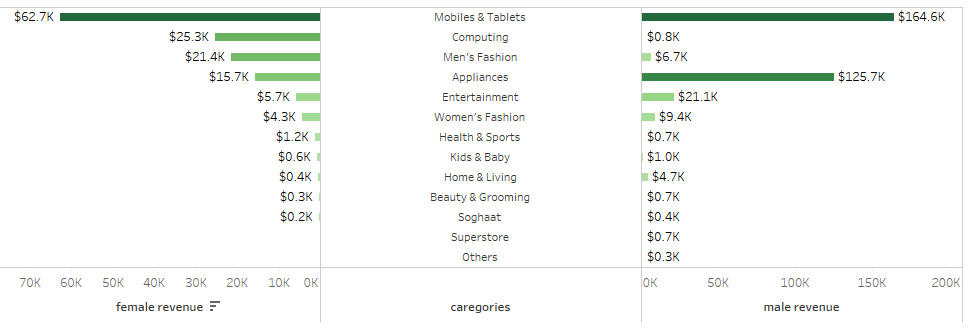 $62.7K Mobiles & Tablets $164.6K
$25.3K Computing $0.8K
$21.4K Men's Fashion $6.7K
$15.7K Appliances $125.7K
$5.7K Entertainment $21.1K
$4.3K Women's Fashion $9.4K
$1.2K Health & Sports $0.7K
$0.6K Kids & Baby $1.0K
$0.4K Home & Living $4.7K
$0.3K Beauty & Grooming $0.7K
$0.2K Soghaat $0.4K
Superstore $0.7K
Others $0.3K
70K 60K 50K 40K 30K 20K 10K 0K 0K 50K 100K 150K 200K
female revenue caregories male revenue